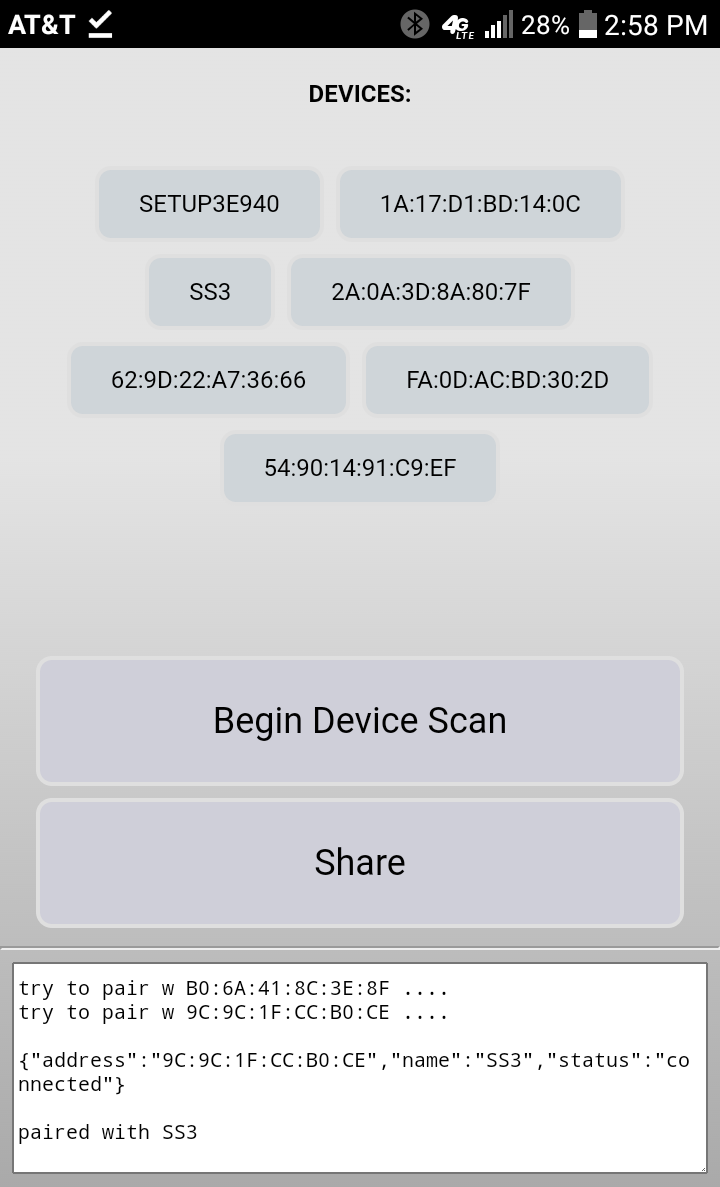 AT&T 4G LTE 28% 2:58 PM
DEVICES:
SETUP3E940 1A:17:D1:BD:14:0C
SS3 2A:0A:3D:8A:80:7F
62:9D:22:A7:36:66 FA:0D:AC:BD:30:2D
54:90:14:91:C9:EF
Begin Device Scan
Share
try to pair w B0:6A:41:8C:3E:8F ....
try to pair w 9C:9C:1F:CC:B0:CE ....
{"address":"9C:9C:1F:CC:B0:CE","name":"SS3","status":"co
nnected"}
paired with SS3